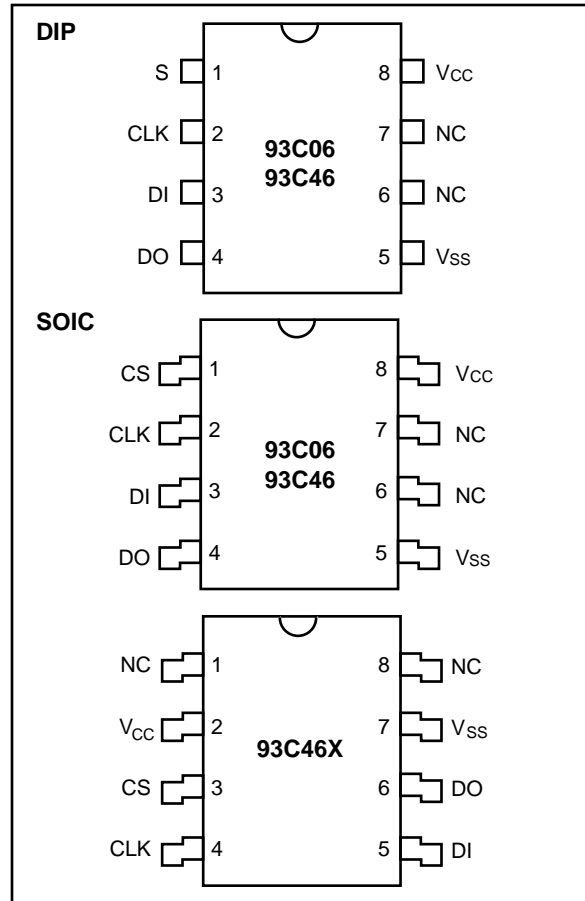 DIP
S 1 8 VCC
CLK 2 7 NC
93C06
93C46
DI 3 6 NC
DO 4 5 VSS
SOIC
CS 1 8 VCC
CLK 2 7 NC
93C06
93C46
DI 3 6 NC
DO 4 5 VSS
NC 1 8 NC
VCC 2 7 VSS
93C46X
CS 3 6 DO
CLK 4 5 DI